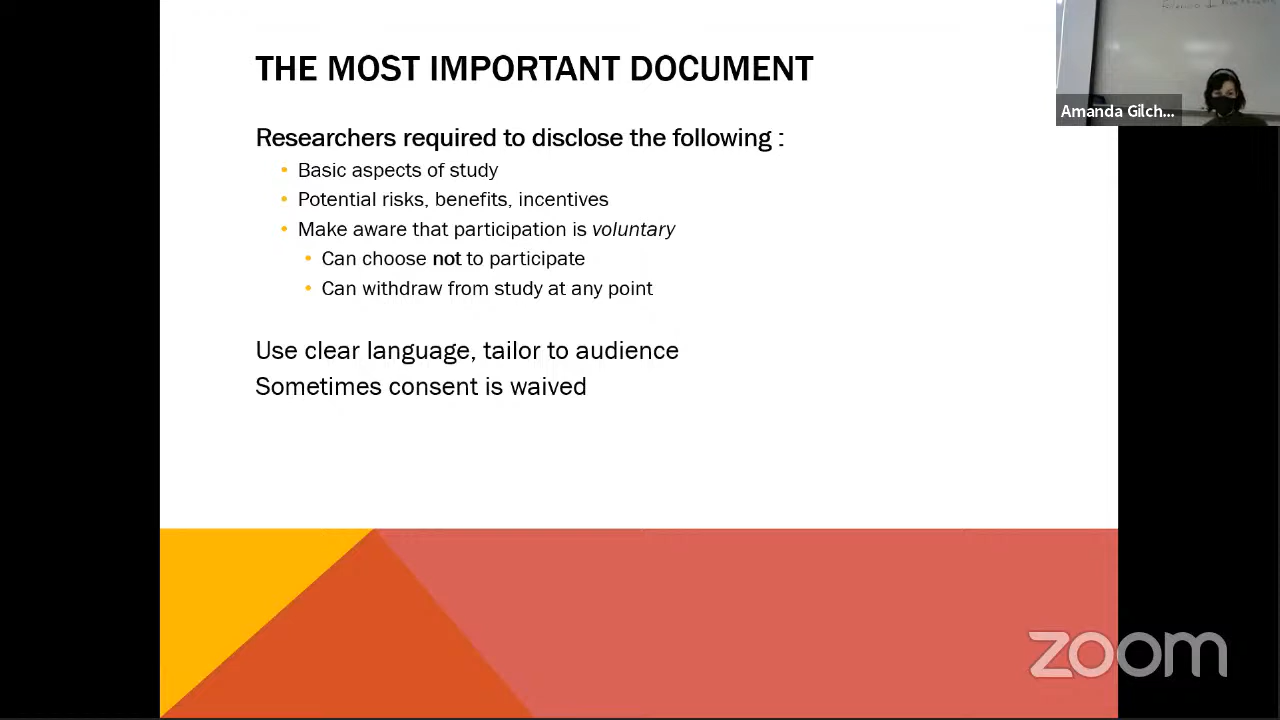 THE MOST IMPORTANT DOCUMENT
Researchers required to disclose the following :
• Basic aspects of study
• Potential risks, benefits, incentives
• Make aware that participation is voluntary
• Can choose not to participate
• Can withdraw from study at any point
Use clear language, tailor to audience
Sometimes consent is waived
Amanda Gilch...
zoom